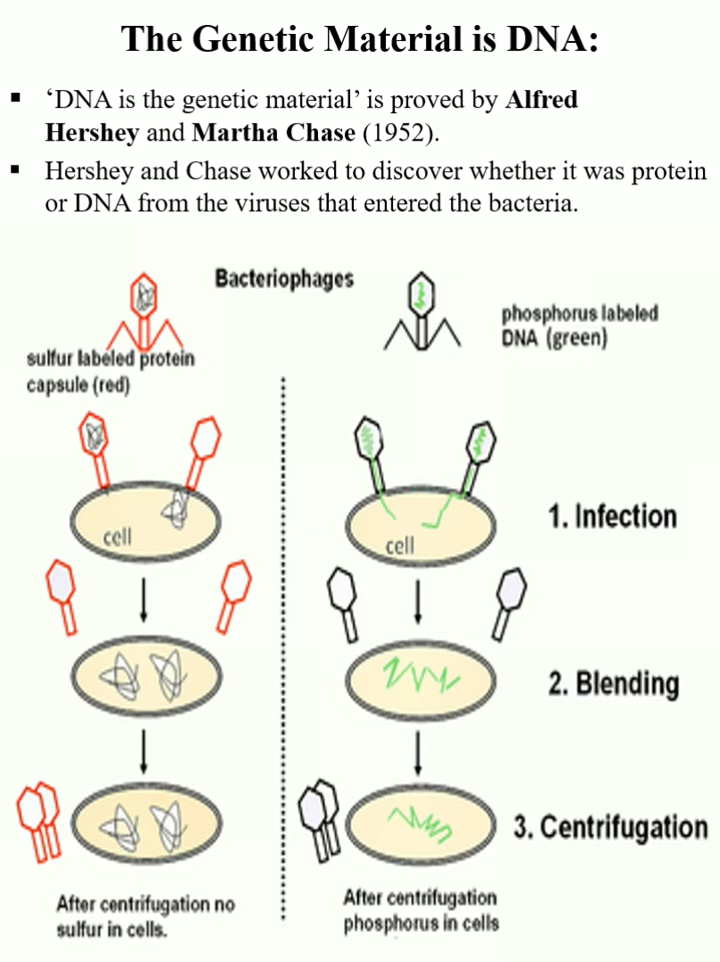 The Genetic Material is DNA:
▪ ‘DNA is the genetic material’ is proved by Alfred
Hershey and Martha Chase (1952).
▪ Hershey and Chase worked to discover whether it was protein
or DNA from the viruses that entered the bacteria.
Bacteriophages
sulfur labeled protein
capsule (red)
phosphorus labeled
DNA (green)
cell
cell
1. Infection
2. Blending
3. Centrifugation
After centrifugation no
sulfur in cells.
After centrifugation
phosphorus in cells